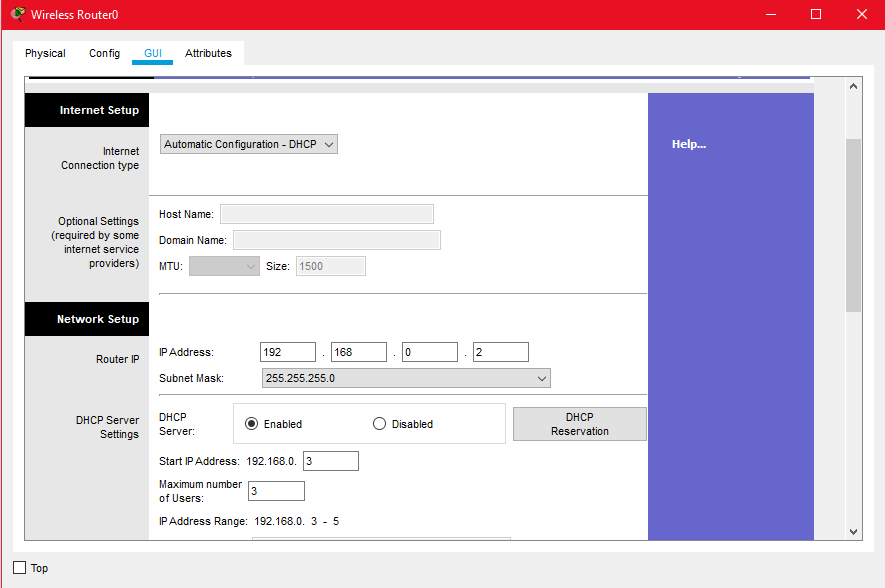 Wireless Router0
Physical Config GUI Attributes
Internet Setup
Internet
Connection type
Automatic Configuration - DHCP
Help...
Optional Settings
(required by some
internet service
providers)
Host Name:
Domain Name:
MTU: Size: 1500
Network Setup
Router IP
IP Address: 192 . 168 . 0 . 2
Subnet Mask: 255.255.255.0
DHCP Server
Settings
DHCP
Server:
Enabled Disabled
DHCP
Reservation
Start IP Address: 192.168.0. 3
Maximum number
of Users:
3
IP Address Range: 192.168.0. 3 - 5
Top